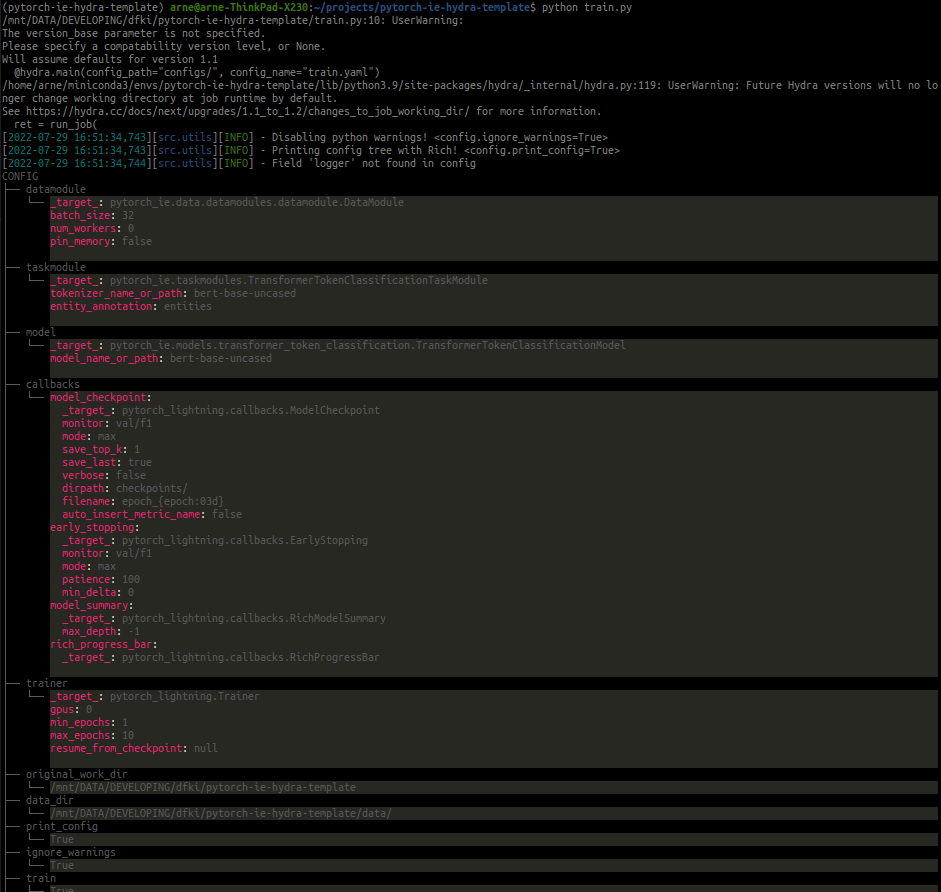 (pytorch-ie-hydra-template) arne@arne-ThinkPad-X230:~/projects/pytorch-ie-hydra-template$ python train.py
/mnt/DATA/DEVELOPING/dfki/pytorch-ie-hydra-template/train.py:10: UserWarning:
The version_base parameter is not specified.
Please specify a compatability version level, or None.
Will assume defaults for version 1.1
@hydra.main(config_path="configs/", config_name="train.yaml")
/home/arne/miniconda3/envs/pytorch-ie-hydra-template/lib/python3.9/site-packages/hydra/_internal/hydra.py:119: UserWarning: Future Hydra versions will no lo
nger change working directory at job runtime by default.
See https://hydra.cc/docs/next/upgrades/1.1_to_1.2/changes_to_job_working_dir/ for more information.
ret = run_job(
[2022-07-29 16:51:34,743][src.utils][INFO] - Disabling python warnings! <config.ignore_warnings=True>
[2022-07-29 16:51:34,743][src.utils][INFO] - Printing config tree with Rich! <config.print_config=True>
[2022-07-29 16:51:34,744][src.utils][INFO] - Field 'logger' not found in config
CONFIG
├── datamodule
│   └── _target_: pytorch_ie.data.datamodules.datamodule.DataModule
│       batch_size: 32
│       num_workers: 0
│       pin_memory: false
│
├── taskmodule
│   └── _target_: pytorch_ie.taskmodules.TransformerTokenClassificationTaskModule
│       tokenizer_name_or_path: bert-base-uncased
│       entity_annotation: entities
│
├── model
│   └── _target_: pytorch_ie.models.transformer_token_classification.TransformerTokenClassificationModel
│       model_name_or_path: bert-base-uncased
│
├── callbacks
│   └── model_checkpoint:
│         _target_: pytorch_lightning.callbacks.ModelCheckpoint
│         monitor: val/f1
│         mode: max
│         save_top_k: 1
│         save_last: true
│         verbose: false
│         dirpath: checkpoints/
│         filename: epoch_{epoch:03d}
│         auto_insert_metric_name: false
│       early_stopping:
│         _target_: pytorch_lightning.callbacks.EarlyStopping
│         monitor: val/f1
│         mode: max
│         patience: 100
│         min_delta: 0
│       model_summary:
│         _target_: pytorch_lightning.callbacks.RichModelSummary
│         max_depth: -1
│       rich_progress_bar:
│         _target_: pytorch_lightning.callbacks.RichProgressBar
│
├── trainer
│   └── _target_: pytorch_lightning.Trainer
│       gpus: 0
│       min_epochs: 1
│       max_epochs: 10
│       resume_from_checkpoint: null
│
├── original_work_dir
│   └── /mnt/DATA/DEVELOPING/dfki/pytorch-ie-hydra-template
├── data_dir
│   └── /mnt/DATA/DEVELOPING/dfki/pytorch-ie-hydra-template/data/
├── print_config
│   └── True
├── ignore_warnings
│   └── True
├── train
│   └── True